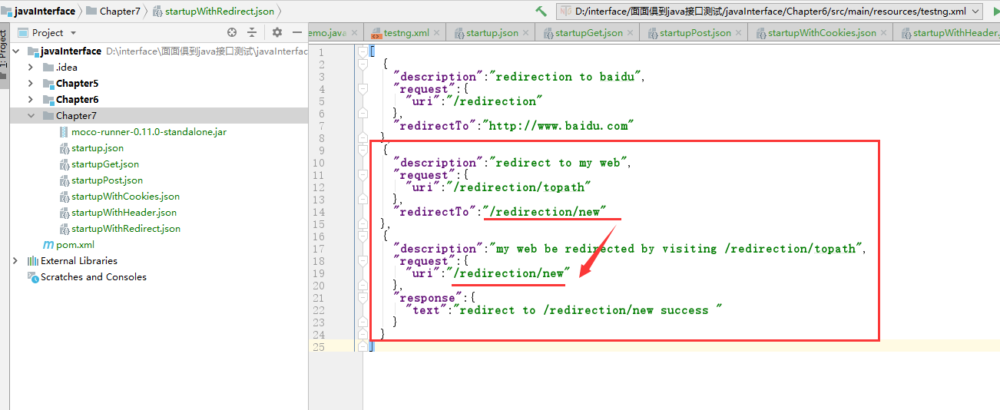 javaInterface Chapter7 startupWithRedirect.json D:/interface/面面俱到java接口测试/javaInterface/Chapter6/src/main/resources/testng.xml
Project emo.java testng.xml startup.json startupGet.json startupPost.json startupWithCookies.json startupWithHeader.
1: Project
javaInterface D:\interface\面面俱到java接口测试\javaInterfac
.idea
Chapter5
Chapter6
Chapter7
moco-runner-0.11.0-standalone.jar
startup.json
startupGet.json
startupPost.json
startupWithCookies.json
startupWithHeader.json
startupWithRedirect.json
pom.xml
External Libraries
Scratches and Consoles
1 [
2 {
3 "description":"redirection to baidu",
4 "request":{
5 "uri":"/redirection"
6 },
7 "redirectTo":"http://www.baidu.com"
8 },
9 {
10 "description":"redirect to my web",
11 "request":{
12 "uri":"/redirection/topath"
13 },
14 "redirectTo":"/redirection/new"
15 },
16 {
17 "description":"my web be redirected by visiting /redirection/topath",
18 "request":{
19 "uri":"/redirection/new"
20 },
21 "response":{
22 "text":"redirect to /redirection/new success "
23 }
24 }
25 ]